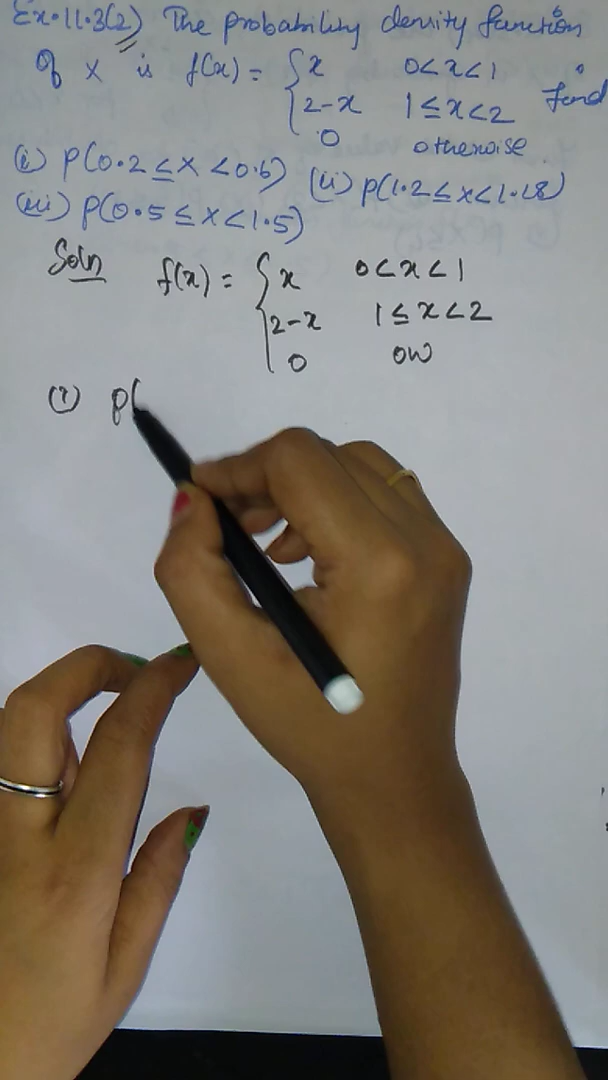 Ex.11.3(2) The probability density function
of X is f(x) = { x 0<x<1
2-x 1≤x<2 find
0 otherwise.
(i) P(0.2≤X<0.6) (ii) P(1.2≤X<1.18)
(iii) P(0.5≤X<1.5)
Soln f(x) = { x 0<x<1
2-x 1≤x<2
0 ow
(i) P(